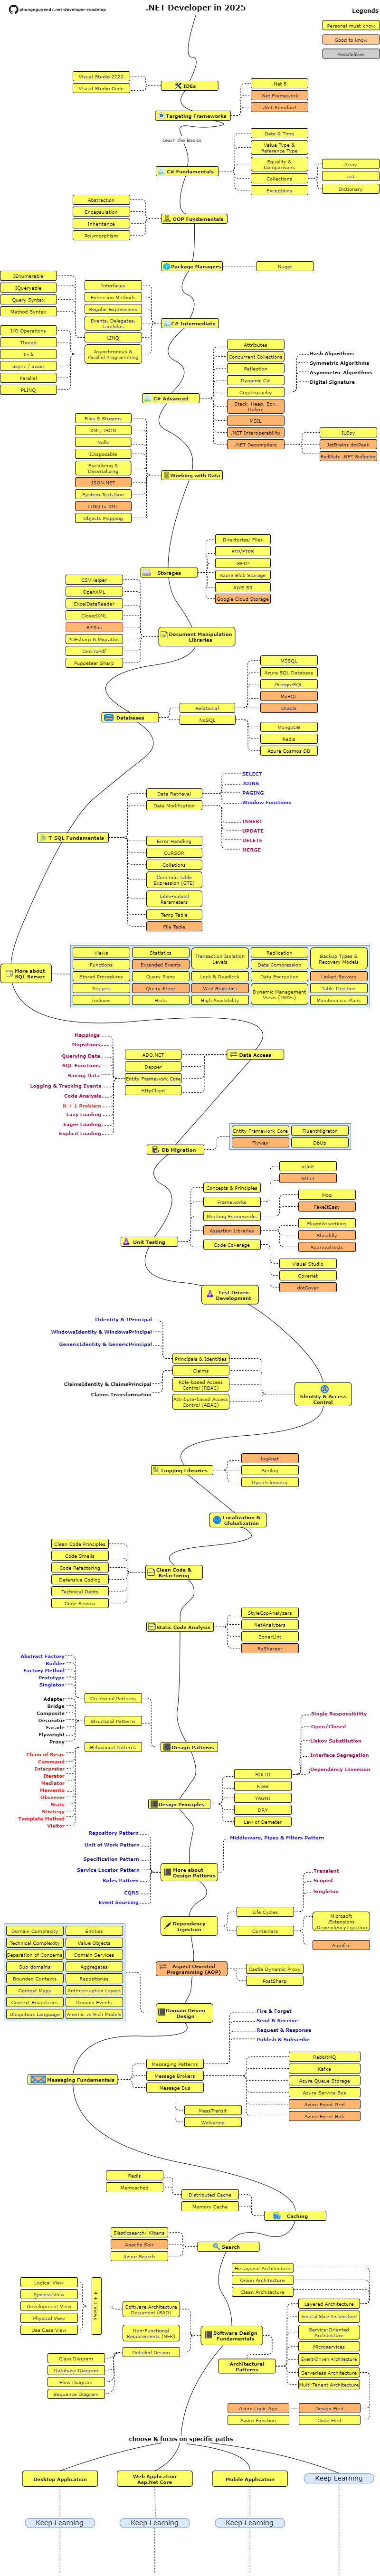 phongnguyend/.net-developer-roadmap
.NET Developer in 2025
Legends
Personal must know
Good to know
Possibilities
Visual Studio 2022
Visual Studio Code
IDEs
.Net 8
.Net Framework
.Net Standard
Targeting Frameworks
Learn the Basics
Date & Time
Value Type &
Reference Type
Equality &
Comparisons
Collections
Exceptions
Array
List
Dictionary
C# Fundamentals
Abstraction
Encapsulation
Inheritance
Polymorphism
OOP Fundamentals
Package Managers
Nuget
IEnumerable
IQueryable
Query Syntax
Method Syntax
I/O Operations
Thread
Task
async / await
Parallel
PLINQ
Interfaces
Extension Methods
Regular Expressions
Events, Delegates,
Lambdas
LINQ
Asynchronous &
Parallel Programming
C# Intermediate
Attributes
Concurrent Collections
Reflection
Dynamic C#
Cryptography
Stack, Heap, Box,
Unbox
MSIL
.NET Interoperability
.NET Decompilers
Hash Algorithms
Symmetric Algorithms
Asymmetric Algorithms
Digital Signature
ILSpy
JetBrains dotPeek
RedGate .NET Reflector
C# Advanced
Files & Streams
XML, JSON
Nulls
IDisposable
Serializing &
Deserializing
JSON.NET
System.Text.Json
LINQ to XML
Objects Mapping
Working with Data
Directories/ Files
FTP/FTPS
SFTP
Azure Blob Storage
AWS S3
Google Cloud Storage
Storages
CSVHelper
OpenXML
ExcelDataReader
ClosedXML
EPPlus
PDFsharp & MigraDoc
DinkToPdf
Puppeteer Sharp
Document Manipulation
Libraries
MSSQL
Azure SQL Database
PostgreSQL
MySQL
Oracle
Relational
NoSQL
MongoDB
Redis
Azure Cosmos DB
Databases
Data Retrieval
Data Modification
SELECT
JOINS
PAGING
Window Functions
INSERT
UPDATE
DELETE
MERGE
T-SQL Fundamentals
Error Handling
CURSOR
Collations
Common Table
Expression (CTE)
Table-Valued
Parameters
Temp Table
File Table
More about
SQL Server
Views
Functions
Stored Procedures
Triggers
Indexes
Statistics
Extended Events
Query Plans
Query Store
Hints
Transaction Isolation
Levels
Lock & Deadlock
Wait Statistics
High Availability
Replication
Data Compression
Data Encryption
Dynamic Management
Views (DMVs)
Backup Types &
Recovery Models
Linked Servers
Table Partition
Maintenance Plans
Mappings
Migrations
Querying Data
SQL Functions
Saving Data
Logging & Tracking Events
Code Analysis
N + 1 Problem
Lazy Loading
Eager Loading
Explicit Loading
ADO.NET
Dapper
Entity Framework Core
HttpClient
Data Access
Db Migration
Entity Framework Core
FluentMigrator
Flyway
DbUp
Unit Testing
Concepts & Principles
Frameworks
Mocking Frameworks
Assertion Libraries
Code Coverage
xUnit
NUnit
Moq
FakeItEasy
FluentAssertions
Shouldly
ApprovalTests
Visual Studio
Coverlet
dotCover
Test Driven
Development
IIdentity & IPrincipal
WindowsIdentity & WindowsPrincipal
GenericIdentity & GenericPrincipal
ClaimsIdentity & ClaimsPrincipal
Claims Transformation
Principals & Identities
Claims
Role-based Access
Control (RBAC)
Attribute-based Access
Control (ABAC)
Identity & Access
Control
Logging Libraries
log4net
Serilog
OpenTelemetry
Localization &
Globalization
Clean Code Principles
Code Smells
Code Refactoring
Defensive Coding
Technical Debts
Code Review
Clean Code &
Refactoring
Static Code Analysis
StyleCopAnalyzers
NetAnalyzers
SonarLint
ReSharper
Abstract Factory
Builder
Factory Method
Prototype
Singleton
Adapter
Bridge
Composite
Decorator
Facade
Flyweight
Proxy
Chain of Resp.
Command
Interpreter
Iterator
Mediator
Memento
Observer
State
Strategy
Template Method
Visitor
Creational Patterns
Structural Patterns
Behavioral Patterns
Design Patterns
Single Responsibility
Open/Closed
Liskov Substitution
Interface Segregation
Dependency Inversion
SOLID
KISS
YAGNI
DRY
Law of Demeter
Design Principles
Repository Pattern
Unit of Work Pattern
Specification Pattern
Service Locator Pattern
Rules Pattern
CQRS
Event Sourcing
Middleware, Pipes & Filters Pattern
More about
Design Patterns
Transient
Scoped
Singleton
Life Cycles
Containers
Microsoft
.Extensions
.DependencyInjection
Autofac
Dependency
Injection
Aspect Oriented
Programming (AOP)
Castle Dynamic Proxy
PostSharp
Domain Complexity
Technical Complexity
Separation of Concerns
Sub-domains
Bounded Contexts
Context Maps
Context Boundaries
Ubiquitous Language
Entities
Value Objects
Domain Services
Aggregates
Repositories
Anti-corruption Layers
Domain Events
Anemic vs Rich Models
Domain Driven
Design
Fire & Forget
Send & Receive
Request & Response
Publish & Subscribe
Messaging Patterns
Message Brokers
Message Bus
RabbitMQ
Kafka
Azure Queue Storage
Azure Service Bus
Azure Event Grid
Azure Event Hub
Messaging Fundamentals
MassTransit
Wolverine
Redis
Memcached
Distributed Cache
Memory Cache
Caching
Elasticsearch/ Kibana
Apache Solr
Azure Search
Search
Logical View
Process View
Development View
Physical View
Use Case View
4 + 1 Views
Software Architecture
Document (SAD)
Non-Functional
Requirements (NFR)
Detailed Design
Class Diagram
Database Diagram
Flow Diagram
Sequence Diagram
Software Design
Fundamentals
Architectural
Patterns
Hexagonal Architecture
Onion Architecture
Clean Architecture
Layered Architecture
Vertical Slice Architecture
Service-Oriented
Architecture
Microservices
Event-Driven Architecture
Serverless Architecture
Multi-Tenant Architecture
Azure Logic App
Design First
Azure Function
Code First
choose & focus on specific paths
Desktop Application
Web Application
Asp.Net Core
Mobile Application
Keep Learning
Keep Learning
Keep Learning
Keep Learning